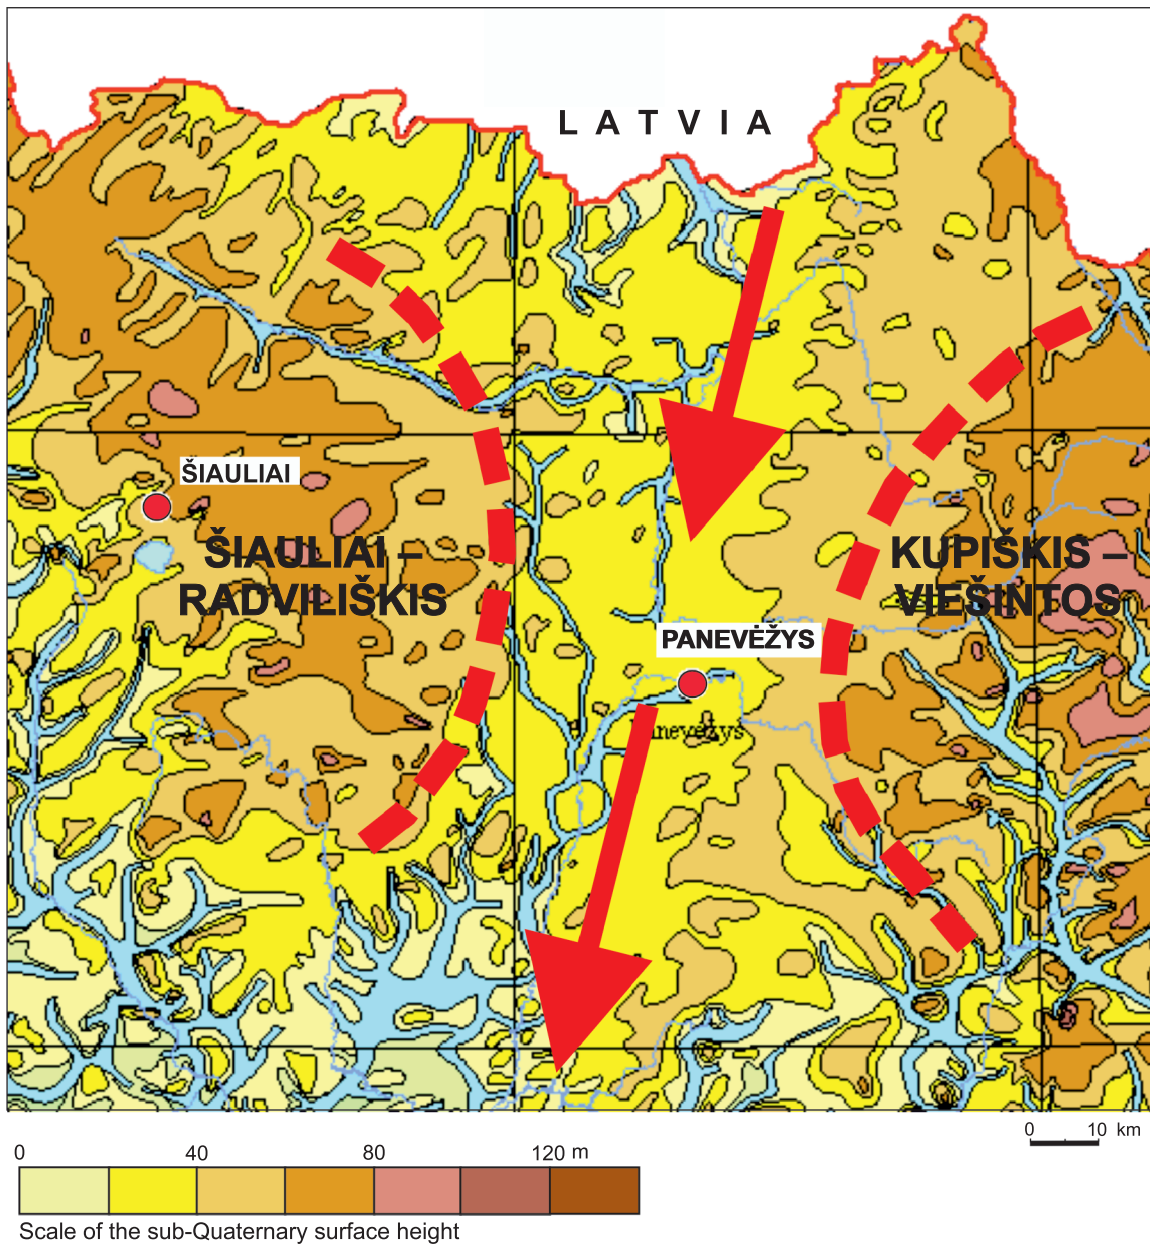 LATVIA
ŠIAULIAI
ŠIAULIAI –
RADVILIŠKIS
KUPIŠKIS –
VIEŠINTOS
PANEVĖŽYS
0 10 km
0 40 80 120 m
Scale of the sub-Quaternary surface height